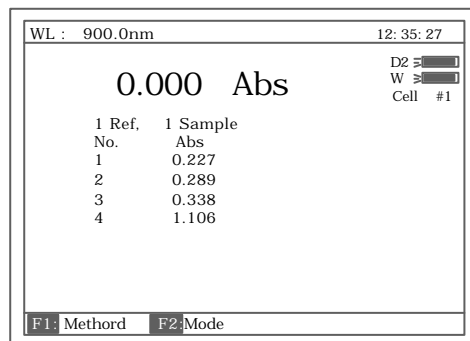 WL : 900.0nm 12: 35: 27
D2
0.000 Abs W
Cell #1
1 Ref, 1 Sample
No. Abs
1 0.227
2 0.289
3 0.338
4 1.106
F1: Methord F2:Mode